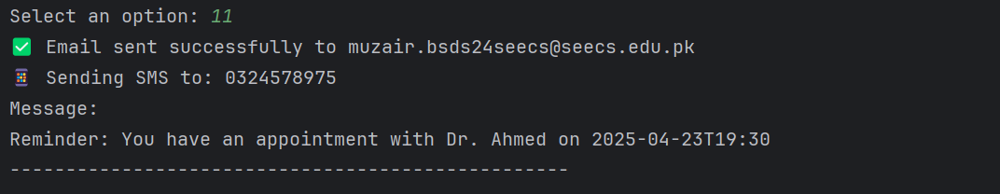 Select an option: 11
✅ Email sent successfully to muzair.bsds24seecs@seecs.edu.pk
📱 Sending SMS to: 0324578975
Message:
Reminder: You have an appointment with Dr. Ahmed on 2025-04-23T19:30
--------------------------------------------------